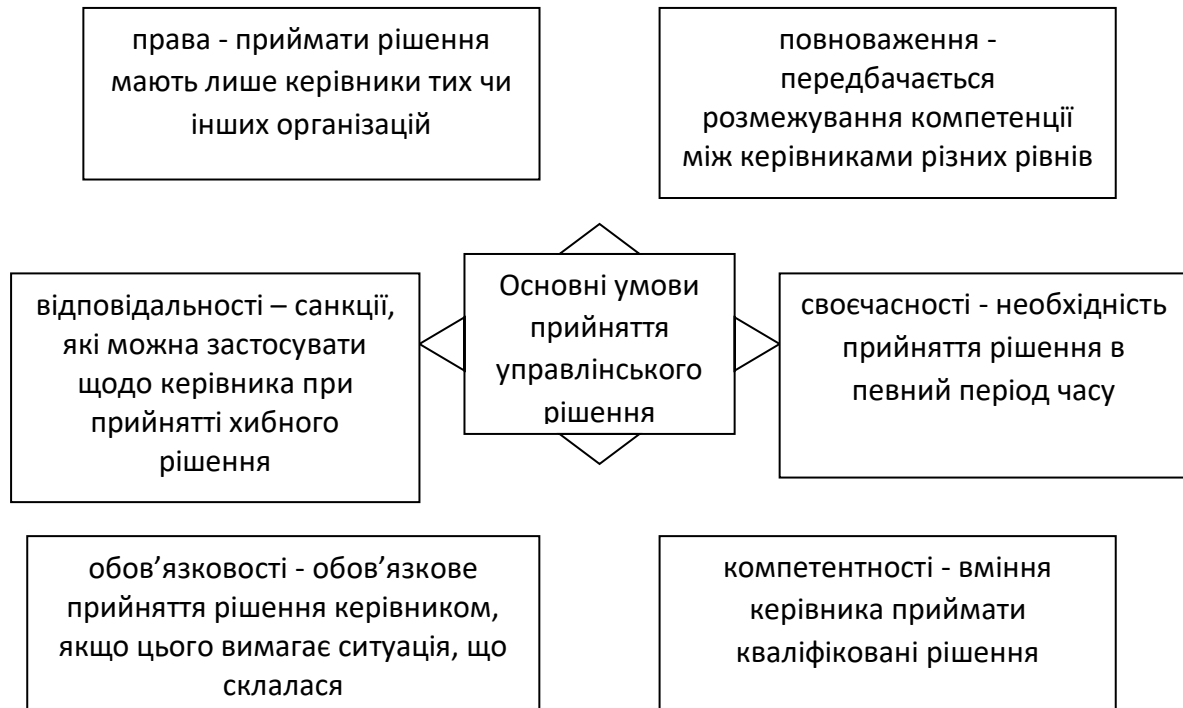 права - приймати рішення
мають лише керівники тих чи
інших організацій
повноваження -
передбачається
розмежування компетенції
між керівниками різних рівнів
відповідальності – санкції,
які можна застосувати
щодо керівника при
прийнятті хибного
рішення
Основні умови
прийняття
управлінського
рішення
своєчасності - необхідність
прийняття рішення в
певний період часу
обов’язковості - обов’язкове
прийняття рішення керівником,
якщо цього вимагає ситуація, що
склалася
компетентності - вміння
керівника приймати
кваліфіковані рішення